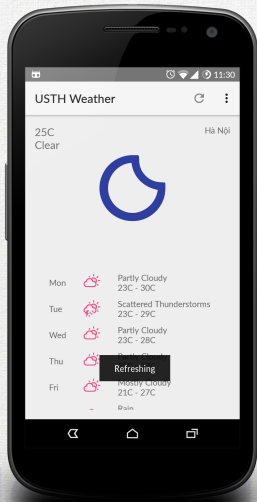 11:30
USTH Weather
25C
Clear
Hà Nội
Mon
Partly Cloudy
23C - 30C
Tue
Scattered Thunderstorms
23C - 29C
Wed
Partly Cloudy
23C - 28C
Thu
Refreshing
Fri
Mostly Cloudy
21C - 27C
Rain